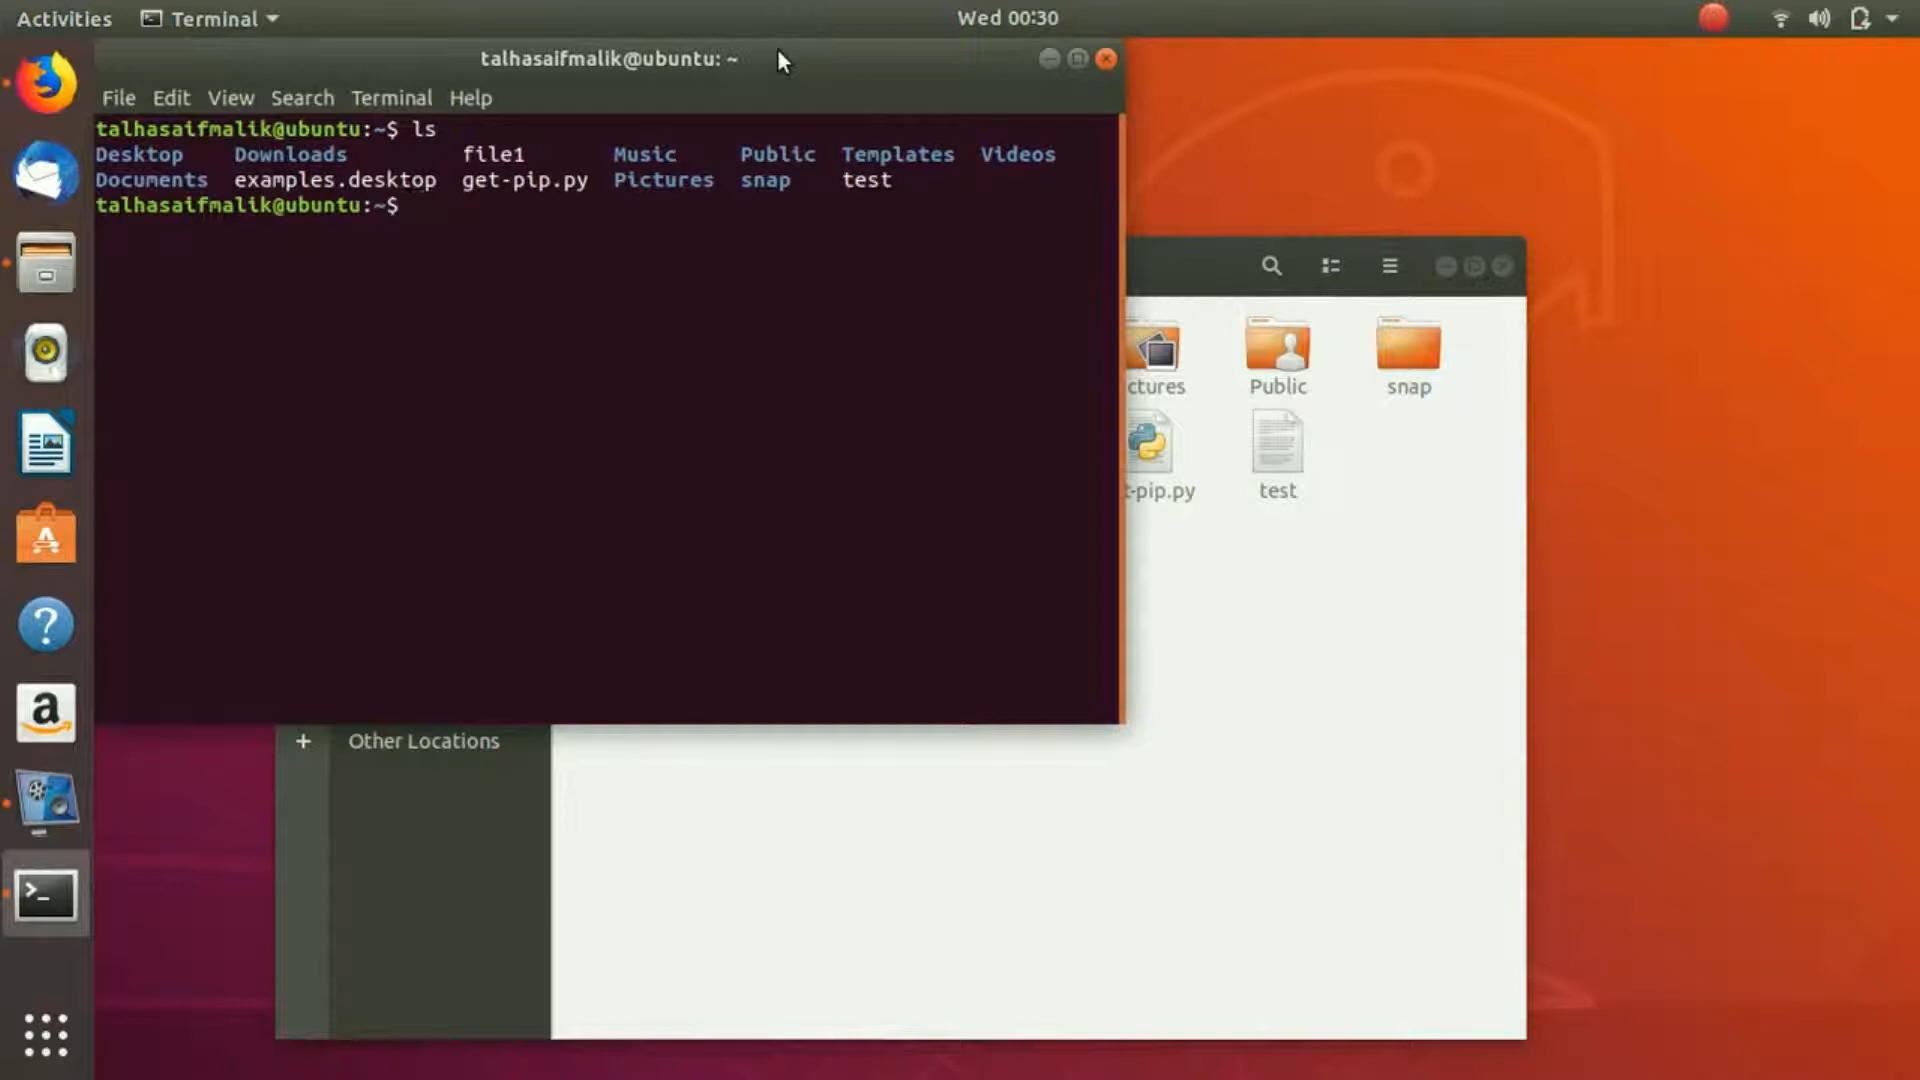 Activities Terminal Wed 00:30
talhasaifmalik@ubuntu: ~
File Edit View Search Terminal Help
talhasaifmalik@ubuntu:~$ ls
Desktop Downloads file1 Music Public Templates Videos
Documents examples.desktop get-pip.py Pictures snap test
talhasaifmalik@ubuntu:~$
ctures Public snap
t-pip.py test
+ Other Locations